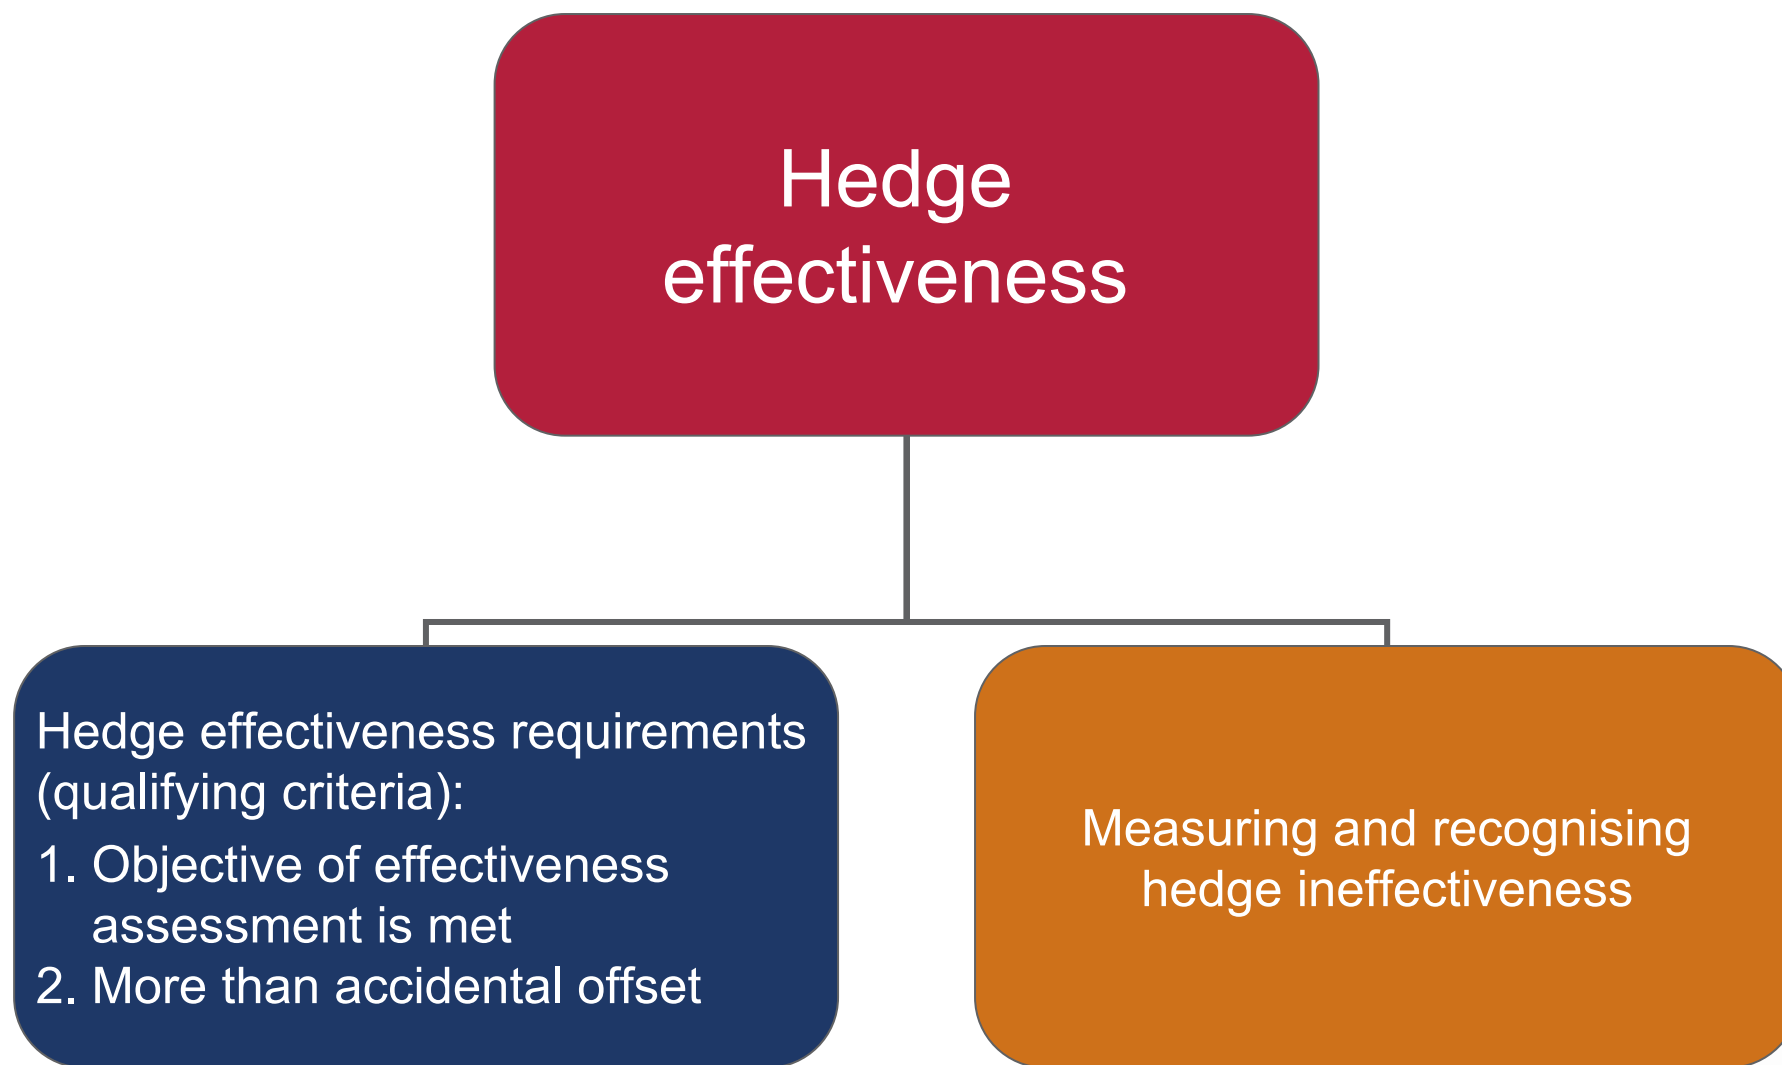 Hedge
effectiveness
Hedge effectiveness requirements
(qualifying criteria):
1. Objective of effectiveness
assessment is met
2. More than accidental offset
Measuring and recognising
hedge ineffectiveness